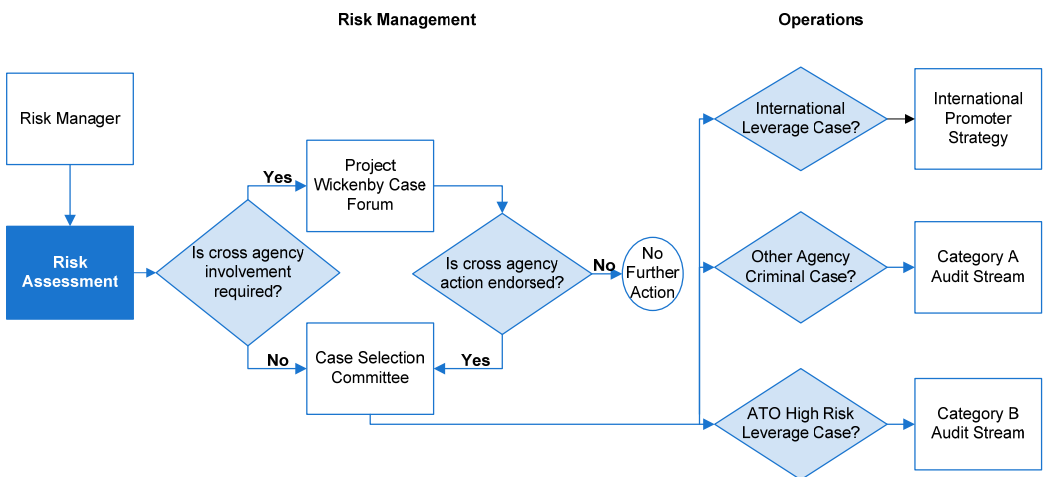 Risk Management
Operations
Risk Manager
Risk
Assessment
Is cross agency
involvement
required?
Yes
No
Project
Wickenby Case
Forum
Case Selection
Committee
Is cross agency
action endorsed?
Yes
No
No
Further
Action
International
Leverage Case?
International
Promoter
Strategy
Other Agency
Criminal Case?
Category A
Audit Stream
ATO High Risk
Leverage Case?
Category B
Audit Stream